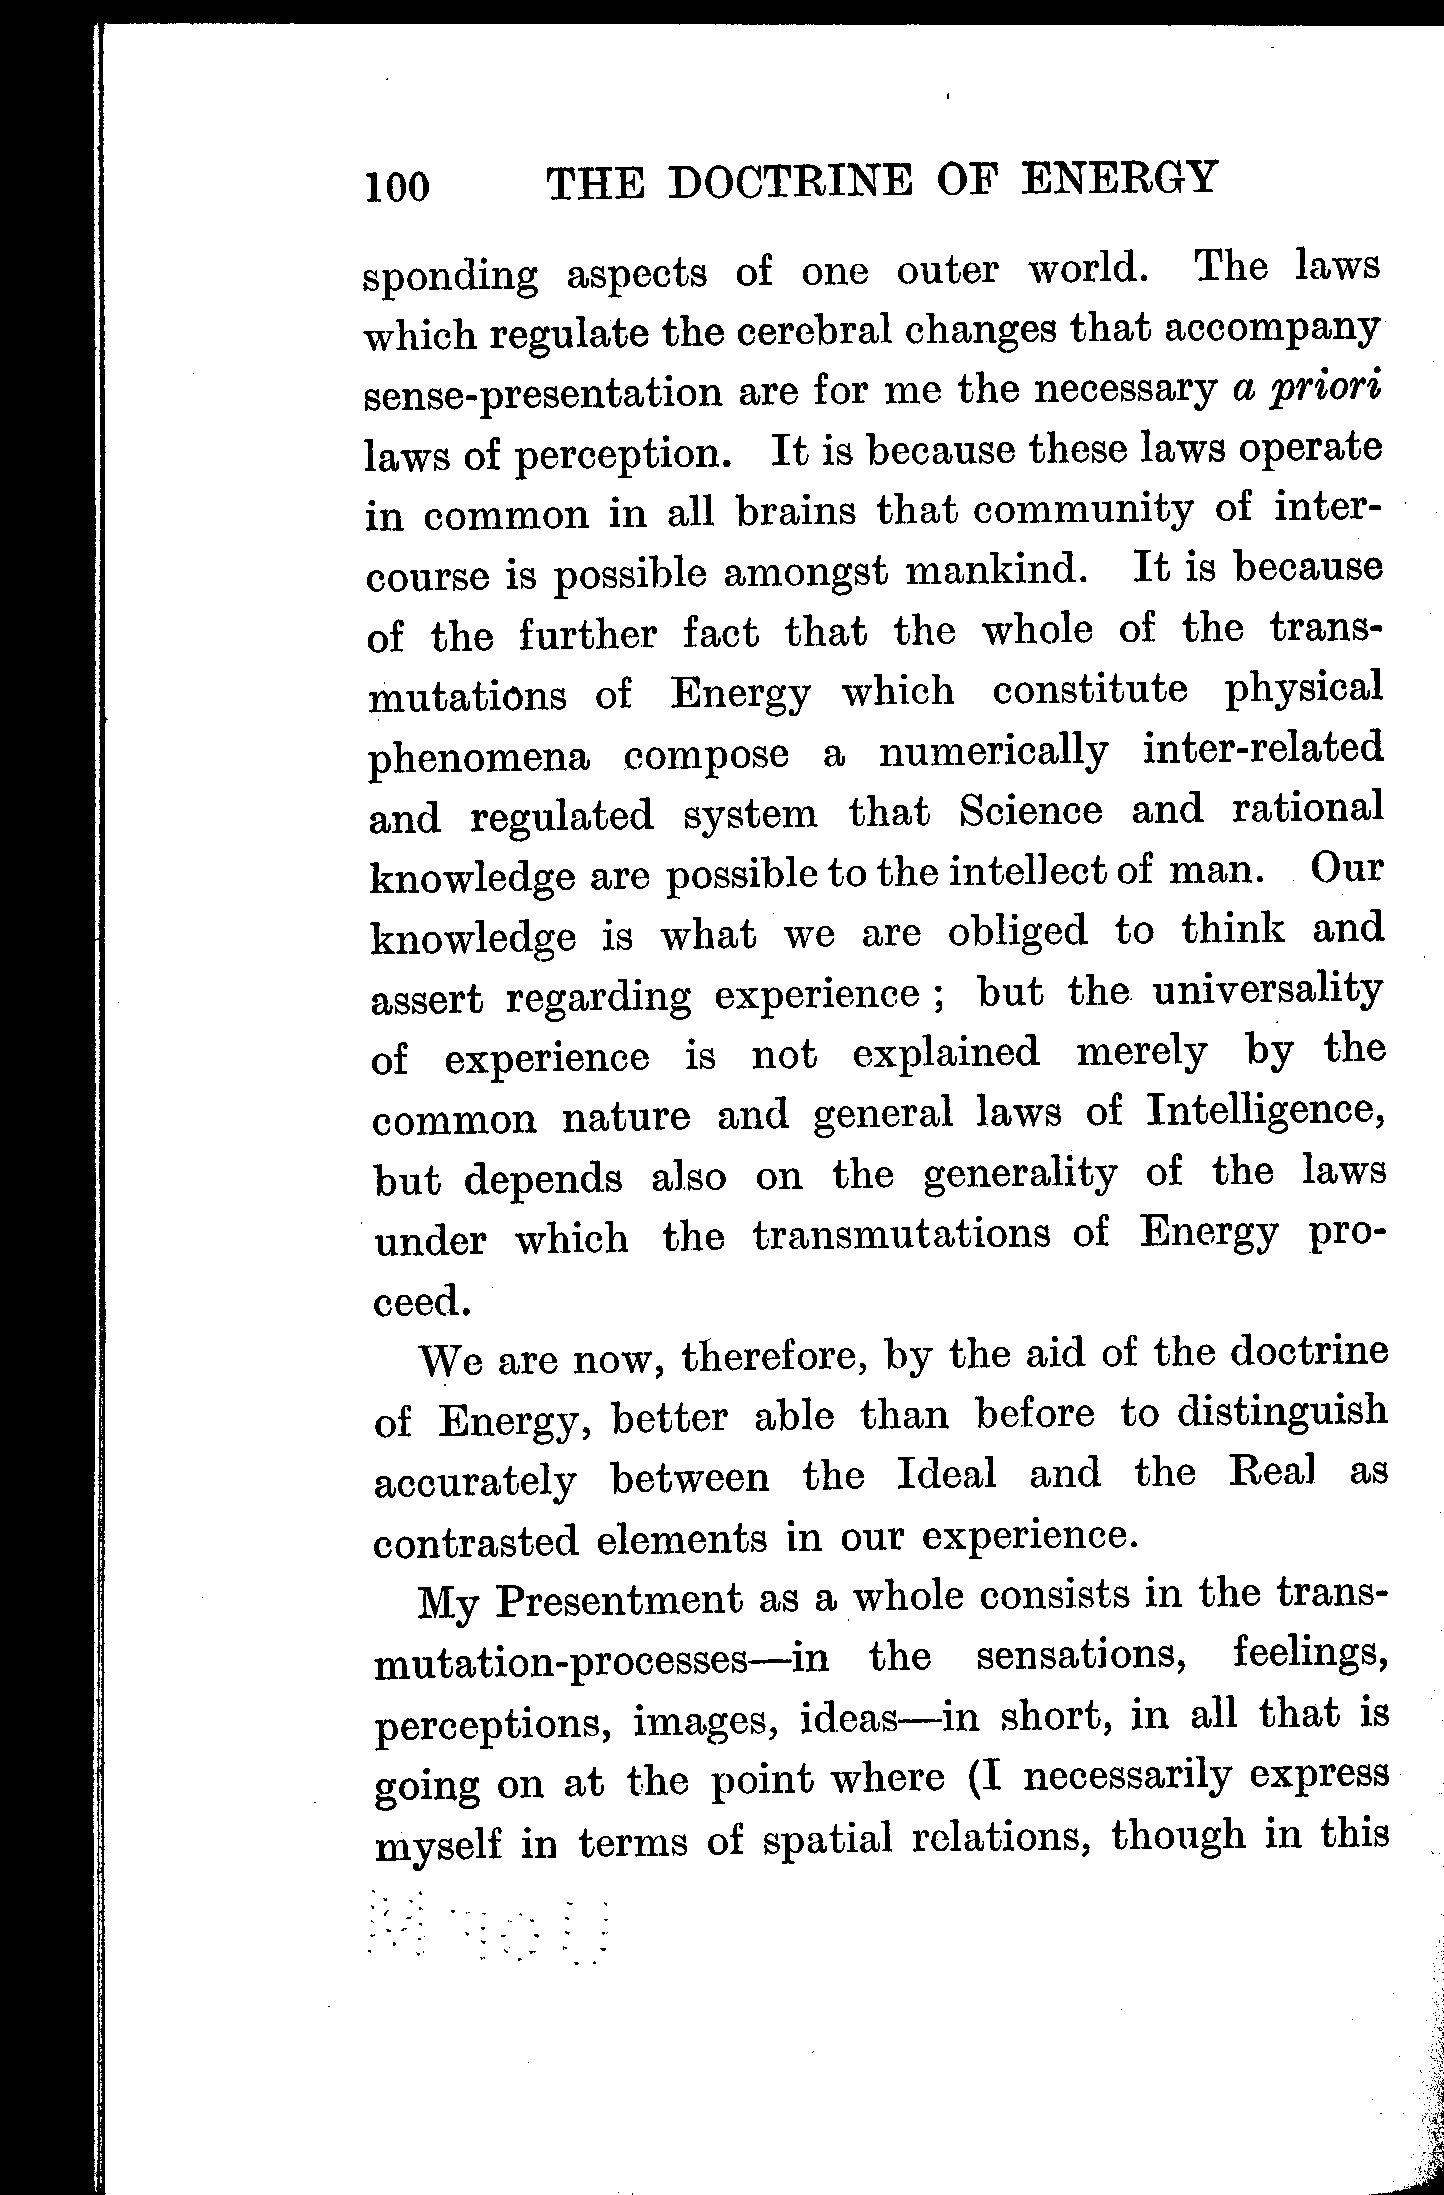 100 THE DOCTRINE OF ENERGY
sponding aspects of one outer world. The laws
which regulate the cerebral changes that accompany
sense-presentation are for me the necessary a priori
laws of perception. It is because these laws operate
in common in all brains that community of inter-
course is possible amongst mankind. It is because
of the further fact that the whole of the trans-
mutations of Energy which constitute physical
phenomena compose a numerically inter-related
and regulated system that Science and rational
knowledge are possible to the intellect of man. Our
knowledge is what we are obliged to think and
assert regarding experience ; but the universality
of experience is not explained merely by the
common nature and general laws of Intelligence,
but depends also on the generality of the laws
under which the transmutations of Energy pro-
ceed.
We are now, therefore, by the aid of the doctrine
of Energy, better able than before to distinguish
accurately between the Ideal and the Real as
contrasted elements in our experience.
My Presentment as a whole consists in the trans-
mutation-processes—in the sensations, feelings,
perceptions, images, ideas—in short, in all that is
going on at the point where (I necessarily express
myself in terms of spatial relations, though in this